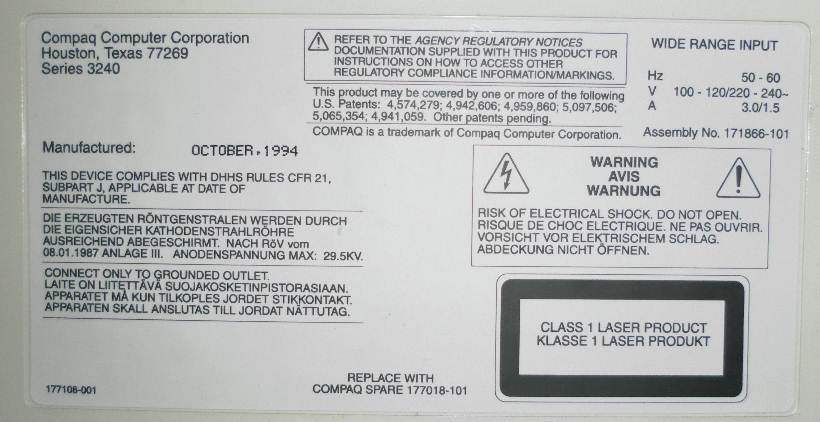 Compaq Computer Corporation
Houston, Texas 77269
Series 3240
REFER TO THE AGENCY REGULATORY NOTICES
DOCUMENTATION SUPPLIED WITH THIS PRODUCT FOR
INSTRUCTIONS ON HOW TO ACCESS OTHER
REGULATORY COMPLIANCE INFORMATION/MARKINGS.
This product may be covered by one or more of the following
U.S. Patents: 4,574,279; 4,942,606; 4,959,860; 5,097,506;
5,065,354; 4,941,059. Other patents pending.
COMPAQ is a trademark of Compaq Computer Corporation.
WIDE RANGE INPUT
Hz 50 - 60
V 100 - 120/220 - 240~
A 3.0/1.5
Assembly No. 171866-101
Manufactured: OCTOBER, 1994
THIS DEVICE COMPLIES WITH DHHS RULES CFR 21,
SUBPART J, APPLICABLE AT DATE OF
MANUFACTURE.
DIE ERZEUGTEN RÖNTGENSTRALEN WERDEN DURCH
DIE EIGENSICHER KATHODENSTRAHLRÖHRE
AUSREICHEND ABEGESCHIRMT. NACH RöV vom
08.01.1987 ANLAGE III. ANODENSPANNUNG MAX: 29.5KV.
CONNECT ONLY TO GROUNDED OUTLET.
LAITE ON LIITETTÄVÄ SUOJAKOSKETINPISTORASIAAN.
APPARATET MÅ KUN TILKOPLES JORDET STIKKONTAKT.
APPARATEN SKALL ANSLUTAS TILL JORDAT NÄTTUTAG.
177108-001
REPLACE WITH
COMPAQ SPARE 177018-101
WARNING
AVIS
WARNUNG
RISK OF ELECTRICAL SHOCK. DO NOT OPEN.
RISQUE DE CHOC ELECTRIQUE. NE PAS OUVRIR.
VORSICHT VOR ELEKTRISCHEM SCHLAG.
ABDECKUNG NICHT ÖFFNEN.
CLASS 1 LASER PRODUCT
KLASSE 1 LASER PRODUKT